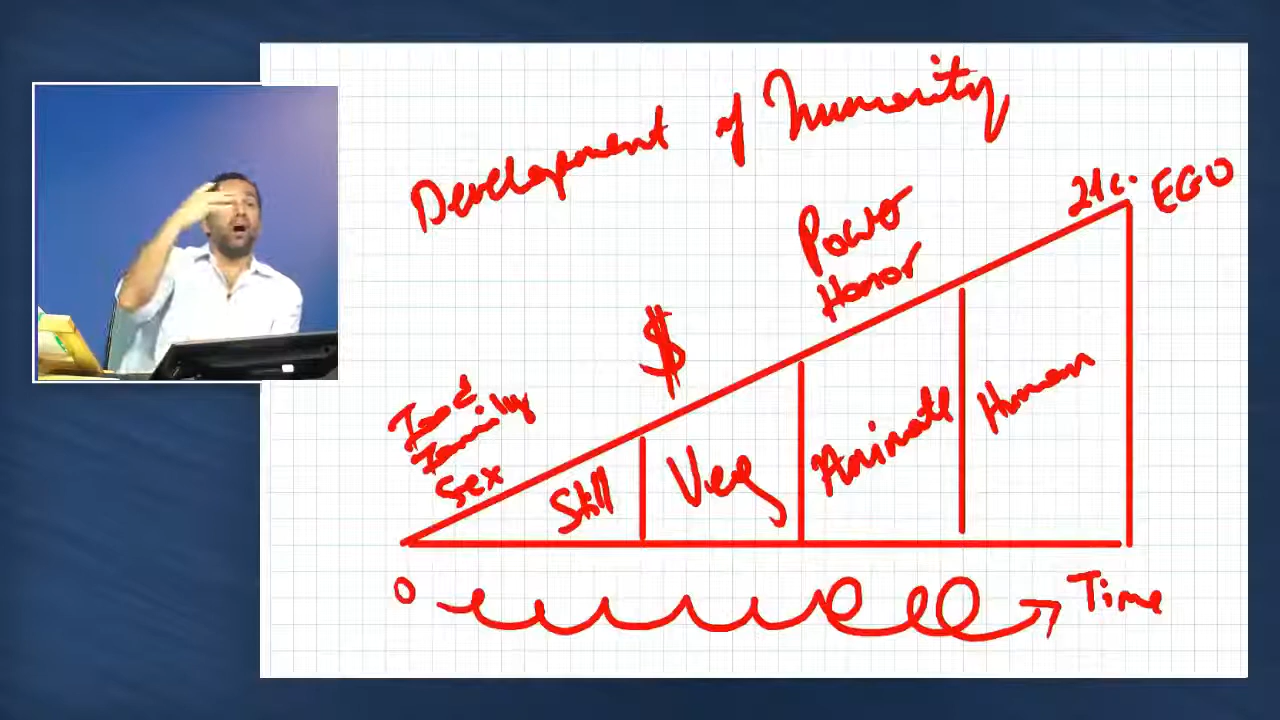 Development of humanity
21c. EGO
Power
Honor
$
Food
Family
Sex
Still
Veg
Animate
Human
0
Time